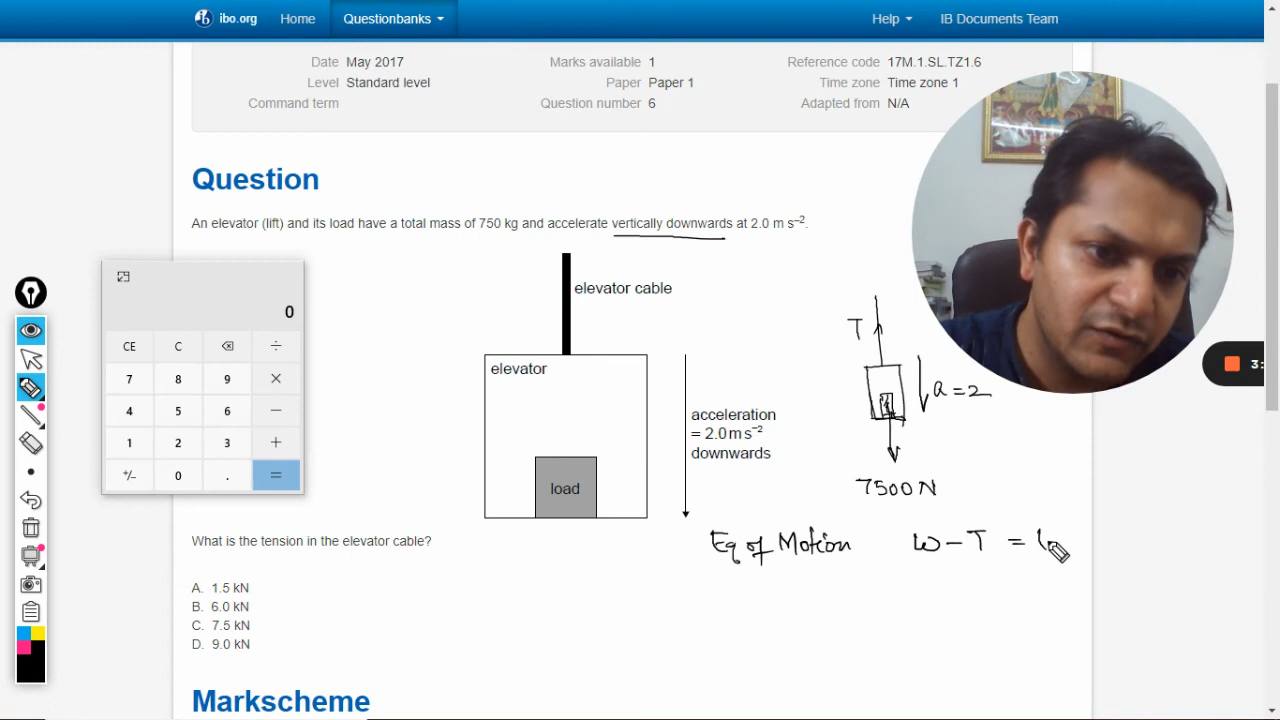 ibo.org Home Questionbanks Help IB Documents Team
Date May 2017 Marks available 1 Reference code 17M.1.SL.TZ1.6
Level Standard level Paper Paper 1 Time zone Time zone 1
Command term Question number 6 Adapted from N/A
Question
An elevator (lift) and its load have a total mass of 750 kg and accelerate vertically downwards at 2.0 m s⁻².
0
CE C ⌫ ÷
7 8 9 ×
4 5 6 −
1 2 3 +
+/- 0 . =
elevator cable
elevator
acceleration
= 2.0 m s⁻²
downwards
load
T
a = 2
7500 N
Eq of Motion W − T =
What is the tension in the elevator cable?
A. 1.5 kN
B. 6.0 kN
C. 7.5 kN
D. 9.0 kN
Markscheme
3: